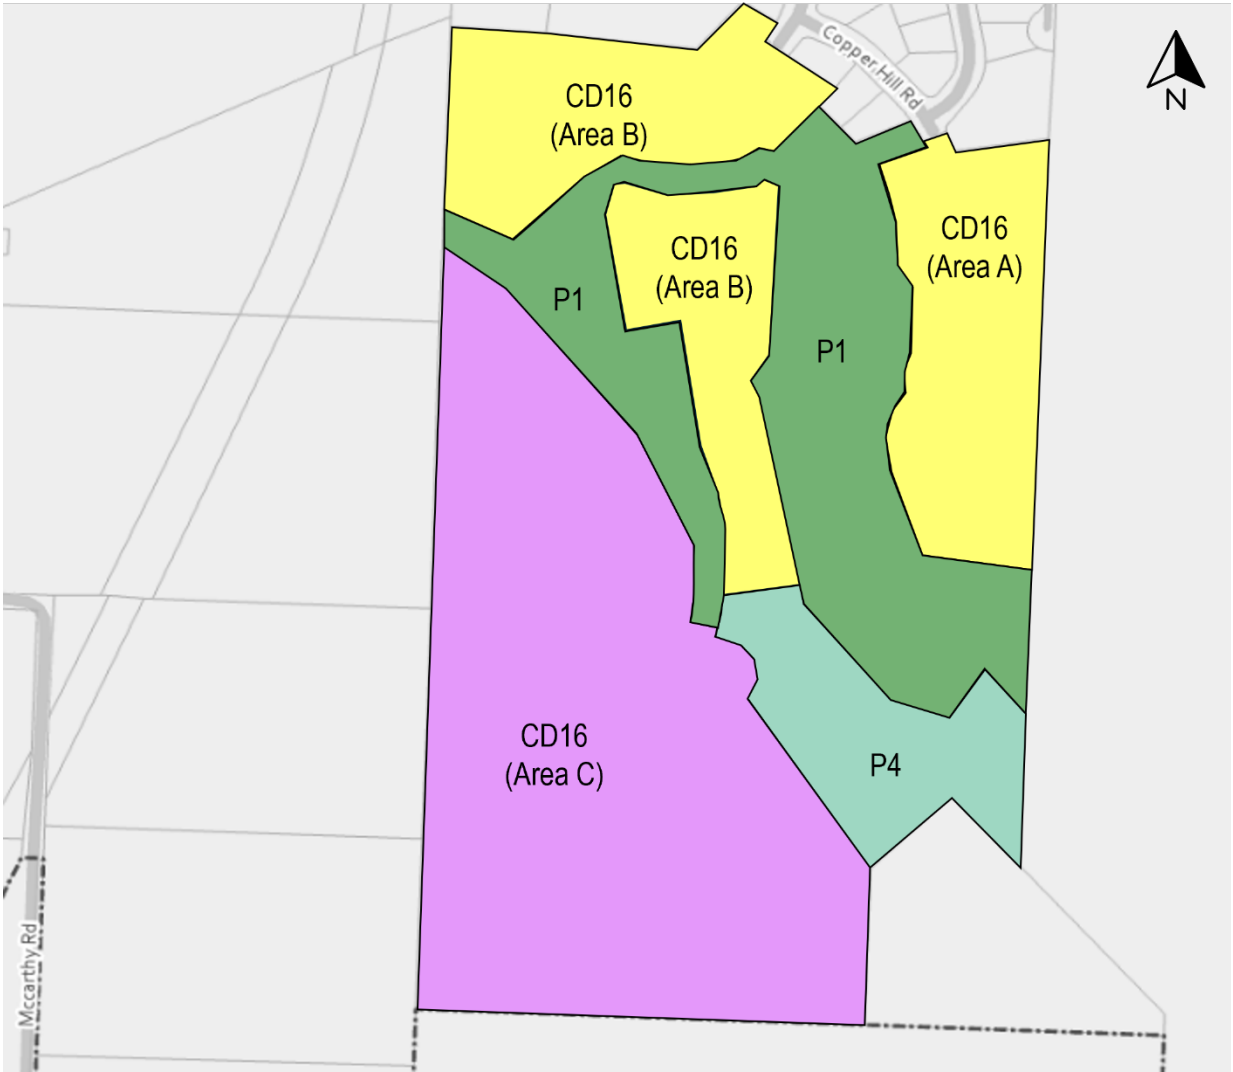 Copper Hill Rd
N
CD16
(Area B)
CD16
(Area A)
CD16
(Area B)
P1
P1
CD16
(Area C)
P4
Mccarthy Rd